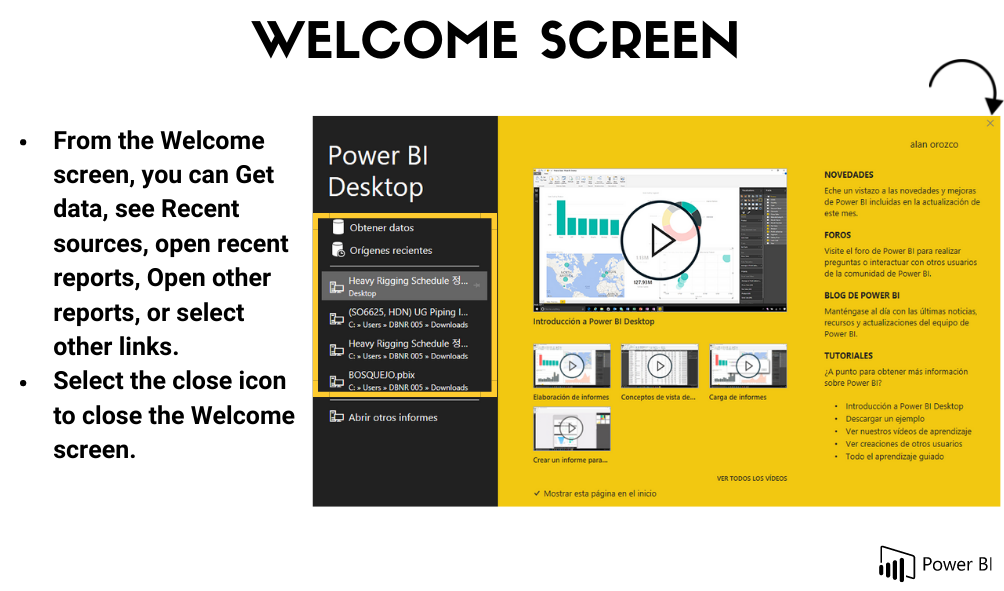 WELCOME SCREEN
• From the Welcome
screen, you can Get
data, see Recent
sources, open recent
reports, Open other
reports, or select
other links.
• Select the close icon
to close the Welcome
screen.
Power BI
Desktop
Obtener datos
Orígenes recientes
Heavy Rigging Schedule 정...
Desktop
(SO6625, HDN) UG Piping I...
C: » Users » DBNR 005 » Downloads
Heavy Rigging Schedule 정...
C: » Users » DBNR 005 » Downloads
BOSQUEJO.pbix
C: » Users » DBNR 005 » Downloads
Abrir otros informes
Introducción a Power BI Desktop
Elaboración de informes
Conceptos de vista de...
Carga de informes
Crear un informe para...
VER TODOS LOS VÍDEOS
✓ Mostrar esta página en el inicio
alan orozco
NOVEDADES
Eche un vistazo a las novedades y mejoras
de Power BI incluidas en la actualización de
este mes.
FOROS
Visite el foro de Power BI para realizar
preguntas o interactuar con otros usuarios
de la comunidad de Power BI.
BLOG DE POWER BI
Manténgase al día con las últimas noticias,
recursos y actualizaciones del equipo de
Power BI.
TUTORIALES
¿A punto para obtener más información
sobre Power BI?
• Introducción a Power BI Desktop
• Descargar un ejemplo
• Ver nuestros vídeos de aprendizaje
• Ver creaciones de otros usuarios
• Todo el aprendizaje guiado
Power BI